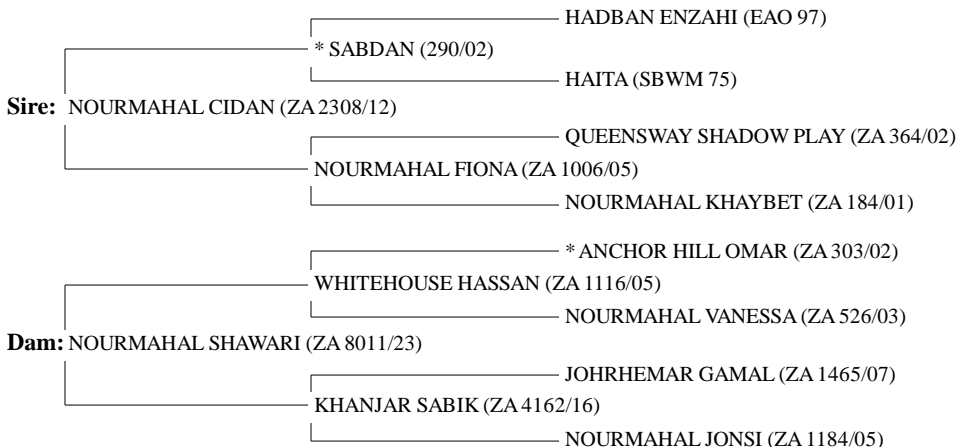 HADBAN ENZAHI (EAO 97)
* SABDAN (290/02)
HAITA (SBWM 75)
Sire: NOURMAHAL CIDAN (ZA 2308/12)
QUEENSWAY SHADOW PLAY (ZA 364/02)
NOURMAHAL FIONA (ZA 1006/05)
NOURMAHAL KHAYBET (ZA 184/01)
* ANCHOR HILL OMAR (ZA 303/02)
WHITEHOUSE HASSAN (ZA 1116/05)
NOURMAHAL VANESSA (ZA 526/03)
Dam: NOURMAHAL SHAWARI (ZA 8011/23)
JOHRHEMAR GAMAL (ZA 1465/07)
KHANJAR SABIK (ZA 4162/16)
NOURMAHAL JONSI (ZA 1184/05)